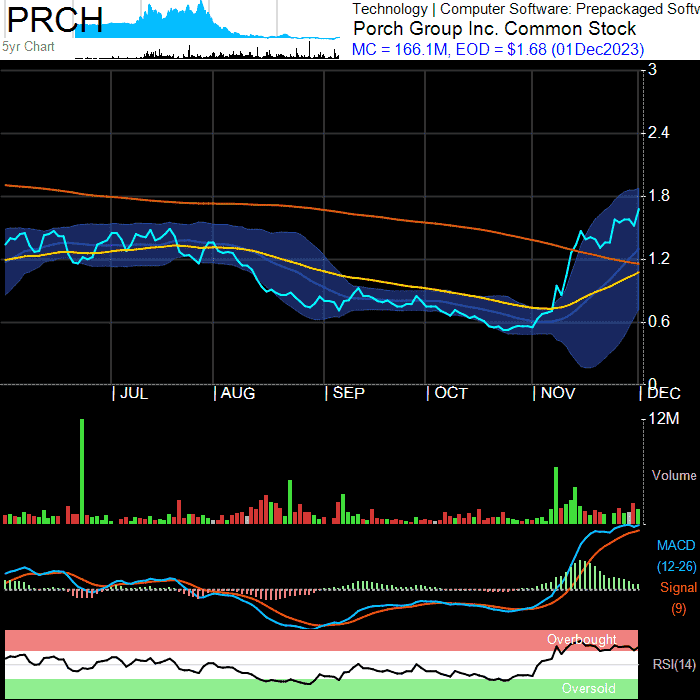 PRCH
5yr Chart
Technology | Computer Software: Prepackaged Softw
Porch Group Inc. Common Stock
MC = 166.1M, EOD = $1.68 (01Dec2023)
3
2.4
1.8
1.2
0.6
0
| JUL | AUG | SEP | OCT | NOV | DEC
12M
Volume
MACD
(12-26)
Signal
(9)
Overbought
RSI(14)
Oversold